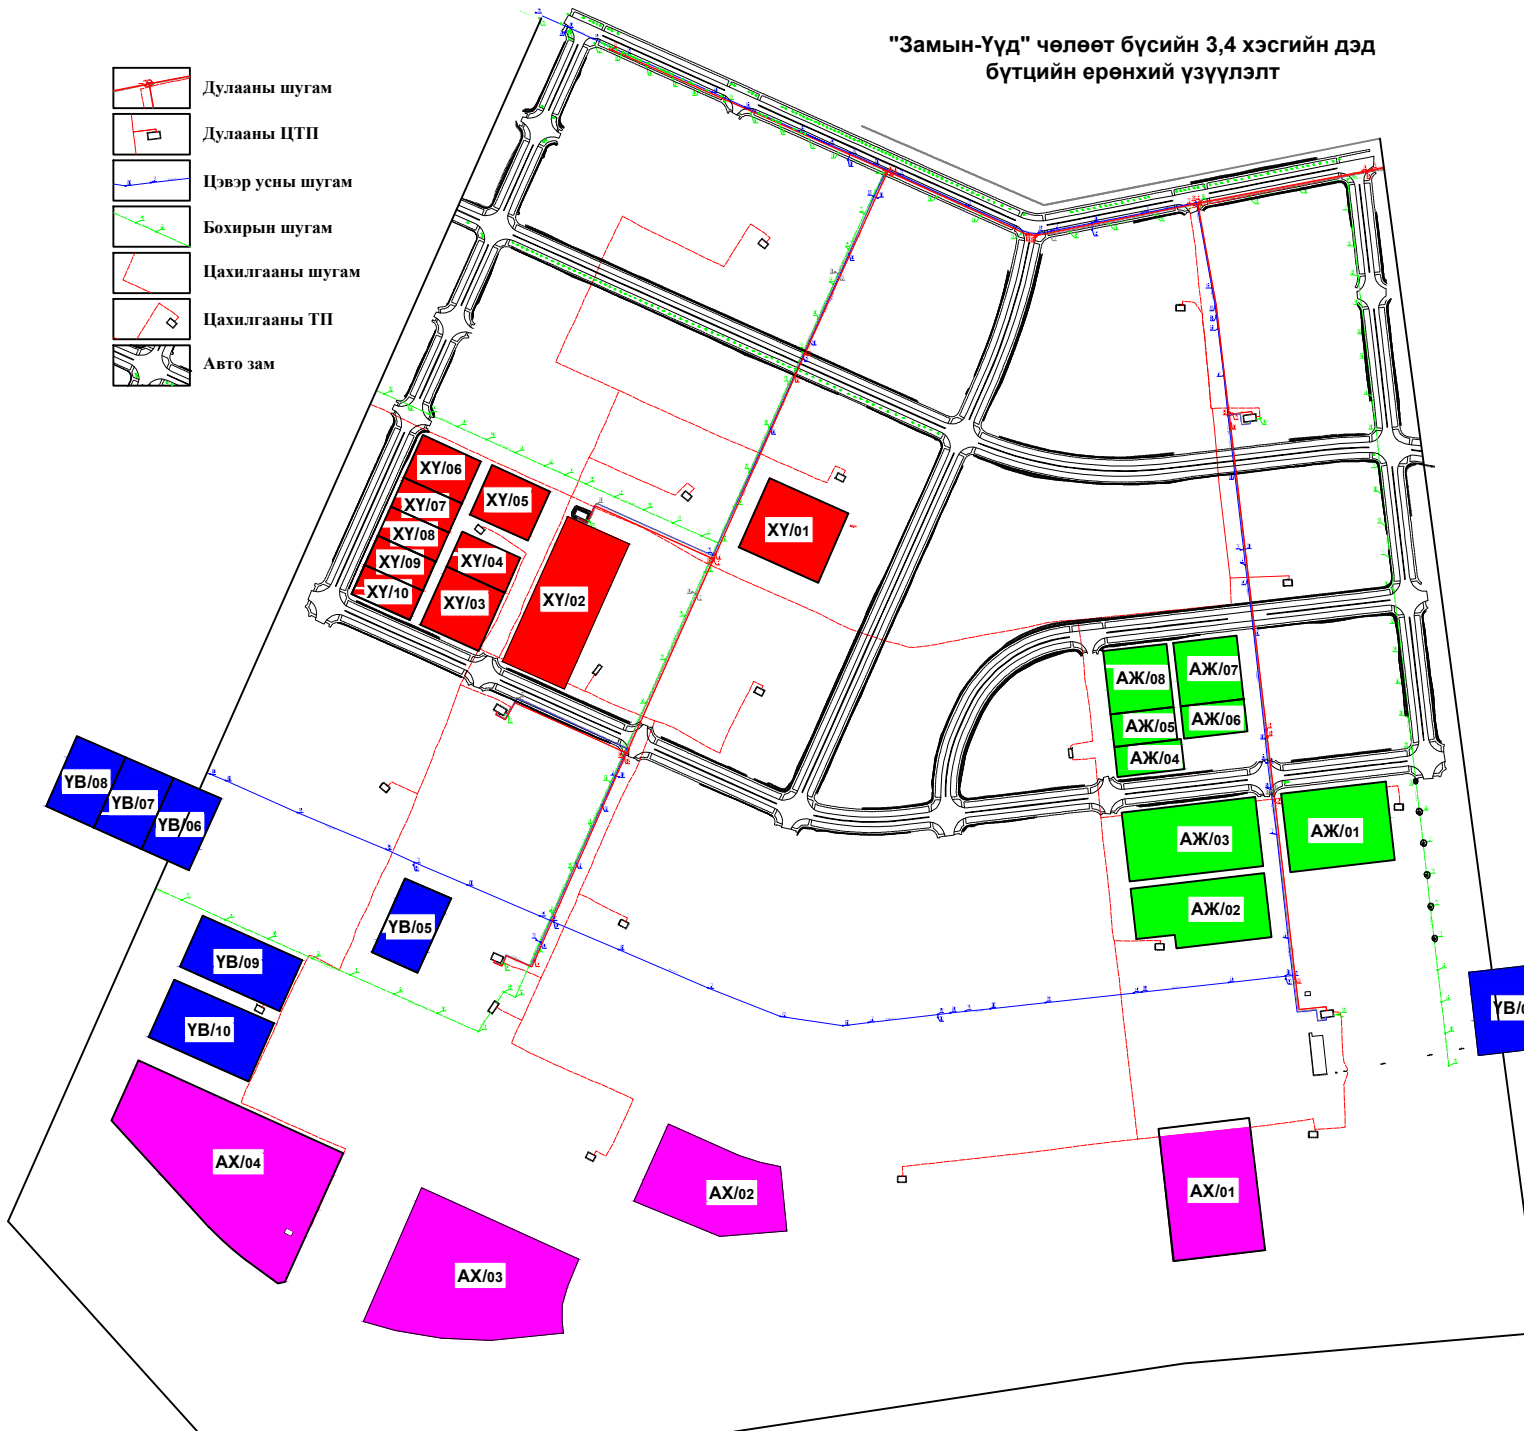 "Замын-Үүд" чөлөөт бүсийн 3,4 хэсгийн дэд
бүтцийн ерөнхий үзүүлэлт
Дулааны шугам
Дулааны ЦТП
Цэвэр усны шугам
Бохирын шугам
Цахилгааны шугам
Цахилгааны ТП
Авто зам
ХҮ/06
ХҮ/05
ХҮ/07
ХҮ/08
ХҮ/09
ХҮ/04
ХҮ/10
ХҮ/03
ХҮ/02
ХҮ/01
АЖ/08
АЖ/07
АЖ/05
АЖ/06
АЖ/04
АЖ/03
АЖ/01
АЖ/02
ҮВ/08
ҮВ/07
ҮВ/06
ҮВ/05
ҮВ/09
ҮВ/10
АХ/04
АХ/03
АХ/02
АХ/01